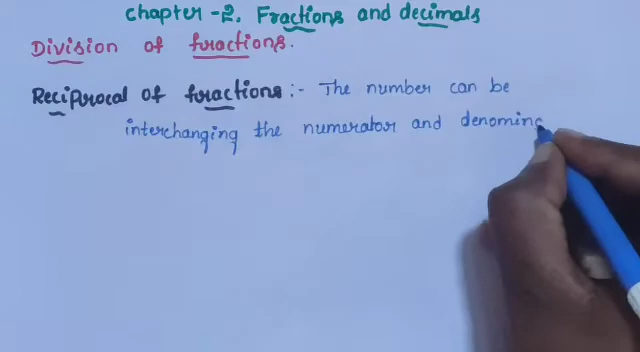 Chapter -2. Fractions and decimals
Division of fractions.
Reciprocal of fractions:- The number can be
interchanging the numerator and denomina